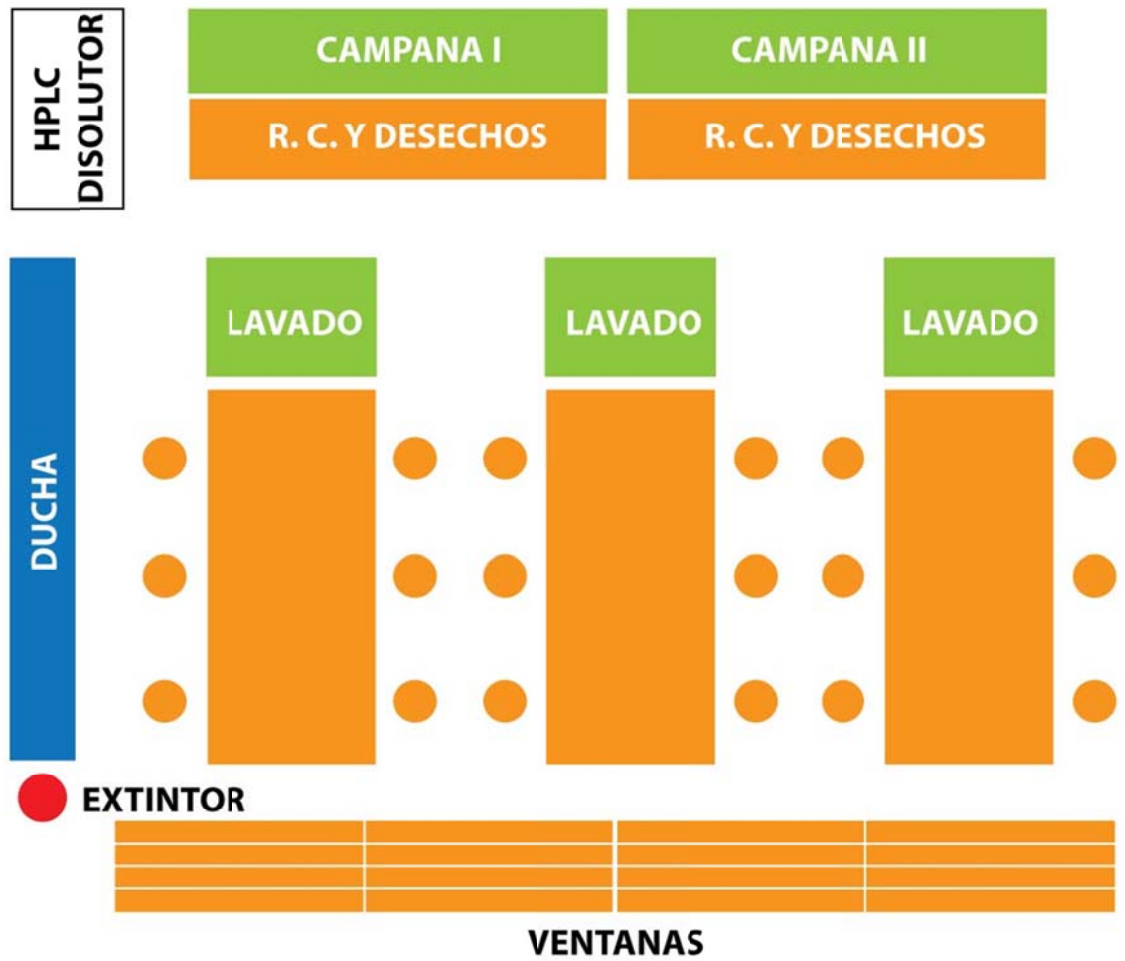 HPLC
DISOLUTOR
CAMPANA I
CAMPANA II
R. C. Y DESECHOS
R. C. Y DESECHOS
LAVADO
LAVADO
LAVADO
DUCHA
EXTINTOR
VENTANAS